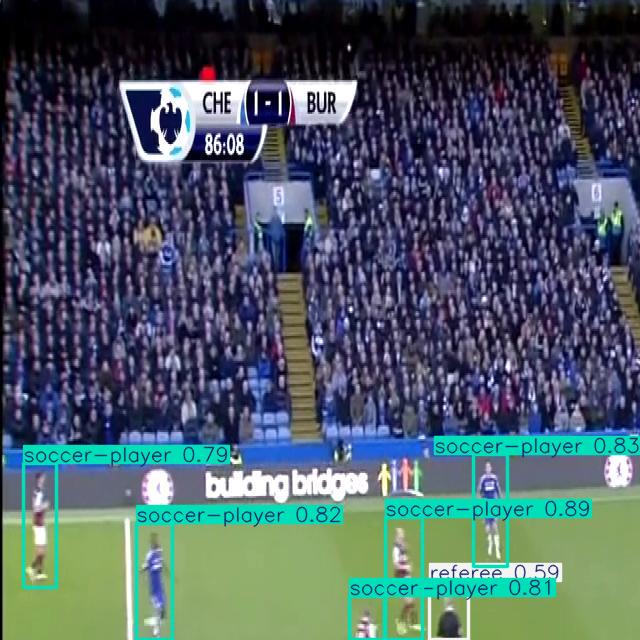 CHE 1-1 BUR
86:08
5
6
soccer-player 0.79
soccer-player 0.83
building bridges
soccer-player 0.82
soccer-player 0.89
referee 0.59
soccer-player 0.81